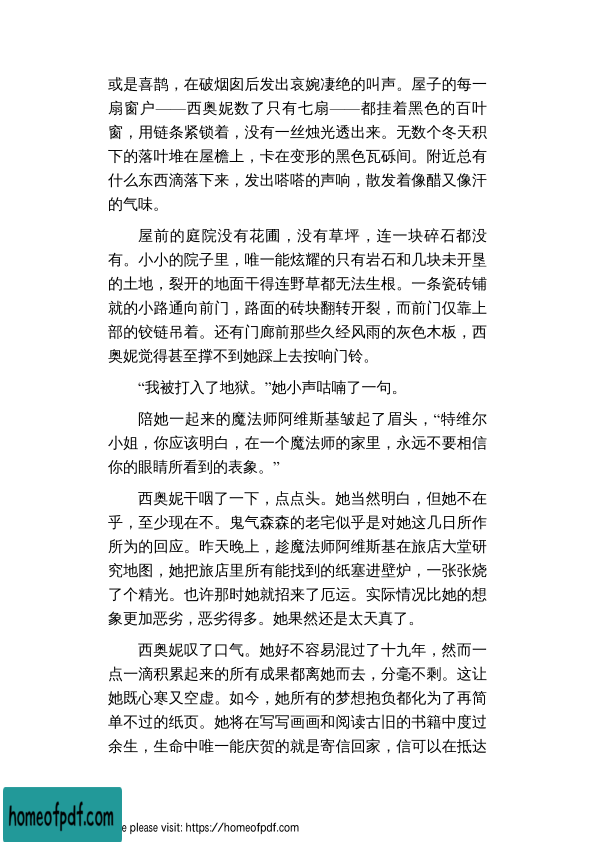 或是喜鹊，在破烟囱后发出哀婉凄绝的叫声。屋子的每一
扇窗户——西奥妮数了只有七扇——都挂着黑色的百叶
窗，用链条紧锁着，没有一丝烛光透出来。无数个冬天积
下的落叶堆在屋檐上，卡在变形的黑色瓦砾间。附近总有
什么东西滴落下来，发出嗒嗒的声响，散发着像醋又像汗
的气味。
屋前的庭院没有花圃，没有草坪，连一块碎石都没
有。小小的院子里，唯一能炫耀的只有岩石和几块未开垦
的土地，裂开的地面干得连野草都无法生根。一条瓷砖铺
就的小路通向前门，路面的砖块翻转开裂，而前门仅靠上
部的铰链吊着。还有门廊前那些久经风雨的灰色木板，西
奥妮觉得甚至撑不到她踩上去按响门铃。
“我被打入了地狱。”她小声咕喃了一句。
陪她一起来的魔法师阿维斯基皱起了眉头，“特维尔
小姐，你应该明白，在一个魔法师的家里，永远不要相信
你的眼睛所看到的表象。”
西奥妮干咽了一下，点点头。她当然明白，但她不在
乎，至少现在不。鬼气森森的老宅似乎是对她这几日所作
所为的回应。昨天晚上，趁魔法师阿维斯基在旅店大堂研
究地图，她把旅店里所有能找到的纸塞进壁炉，一张张烧
了个精光。也许那时她就招来了厄运。实际情况比她的想
象更加恶劣，恶劣得多。她果然还是太天真了。
西奥妮叹了口气。她好不容易混过了十九年，然而一
点一滴积累起来的所有成果都离她而去，分毫不剩。这让
她既心寒又空虚。如今，她所有的梦想抱负都化为了再简
单不过的纸页。她将在写写画画和阅读古旧的书籍中度过
余生，生命中唯一能庆贺的就是寄信回家，信可以在抵达
homeofpdf.com
e please visit: https://homeofpdf.com